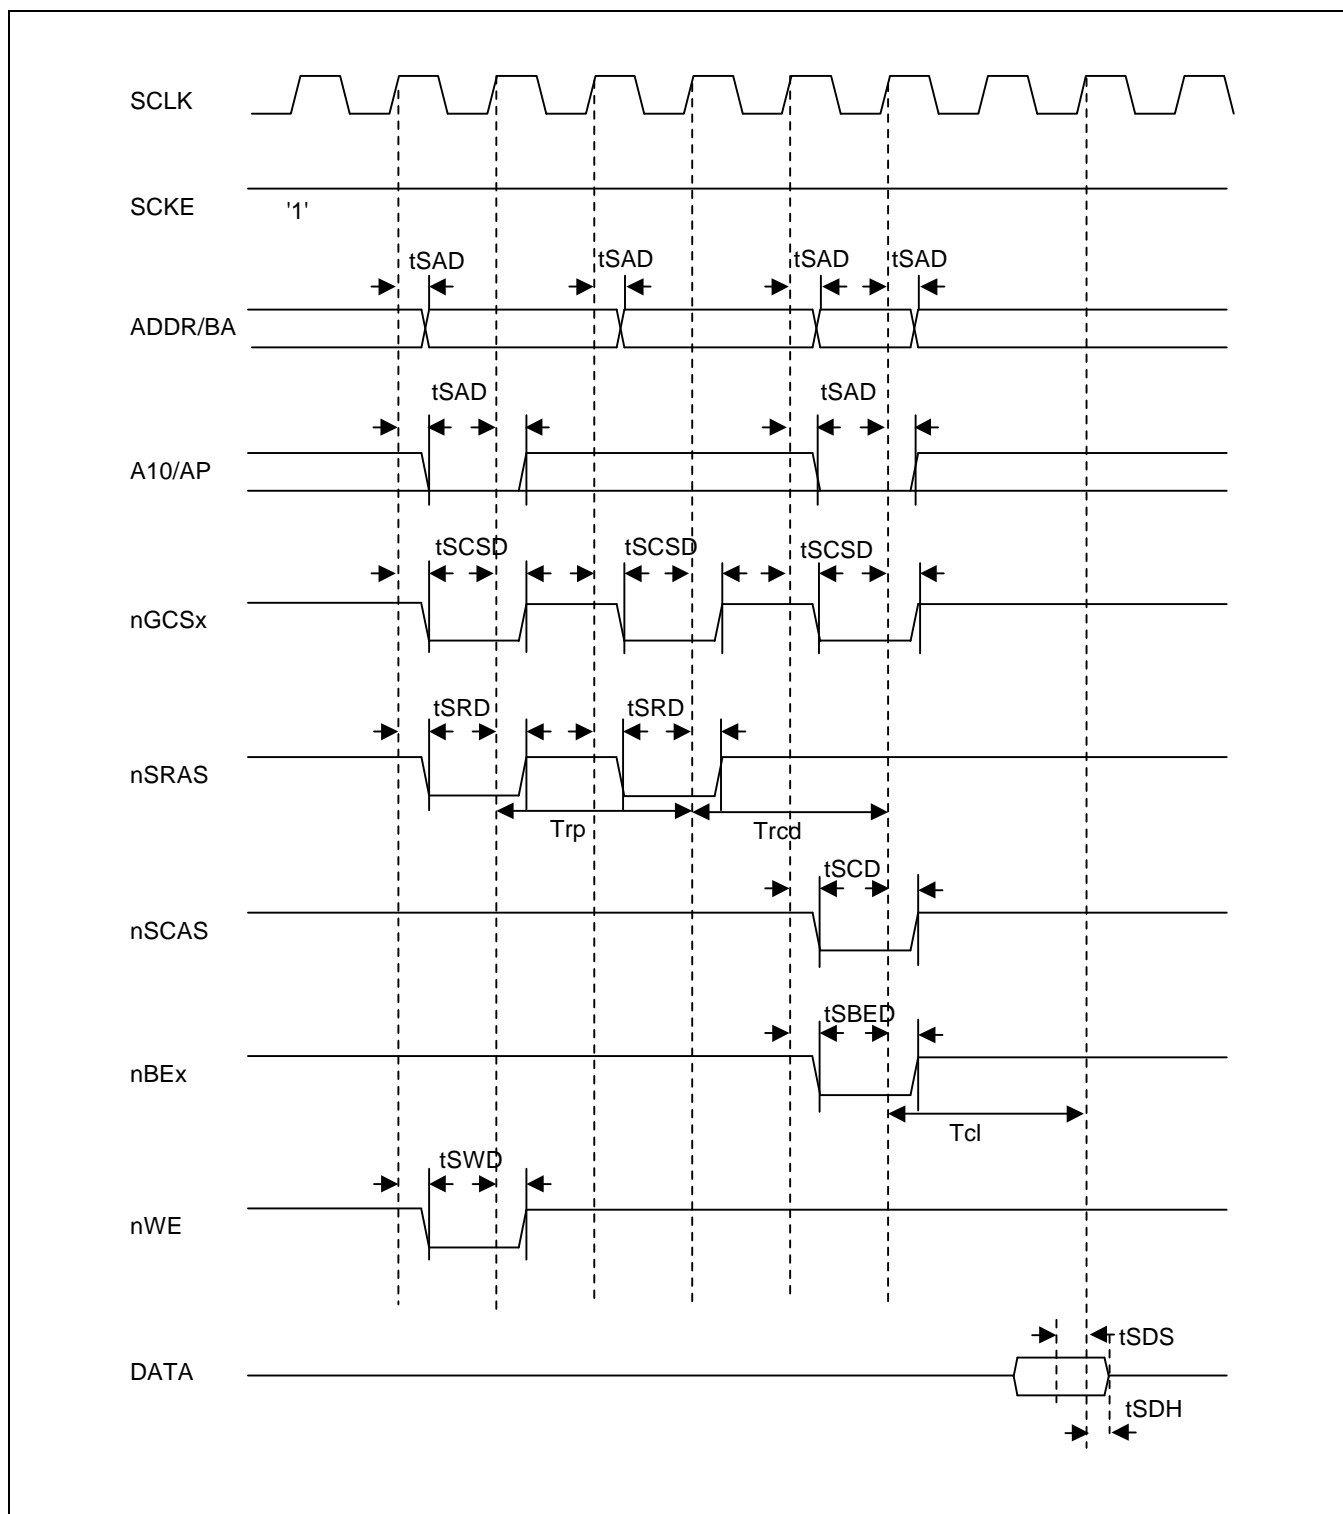 SCLK
SCKE
'1'
tSAD tSAD tSAD tSAD
ADDR/BA
tSAD tSAD
A10/AP
tSCSD tSCSD tSCSD
nGCSx
tSRD tSRD
nSRAS
Trp Trcd
tSCD
nSCAS
tSBED
nBEx
Tcl
tSWD
nWE
tSDS
DATA
tSDH